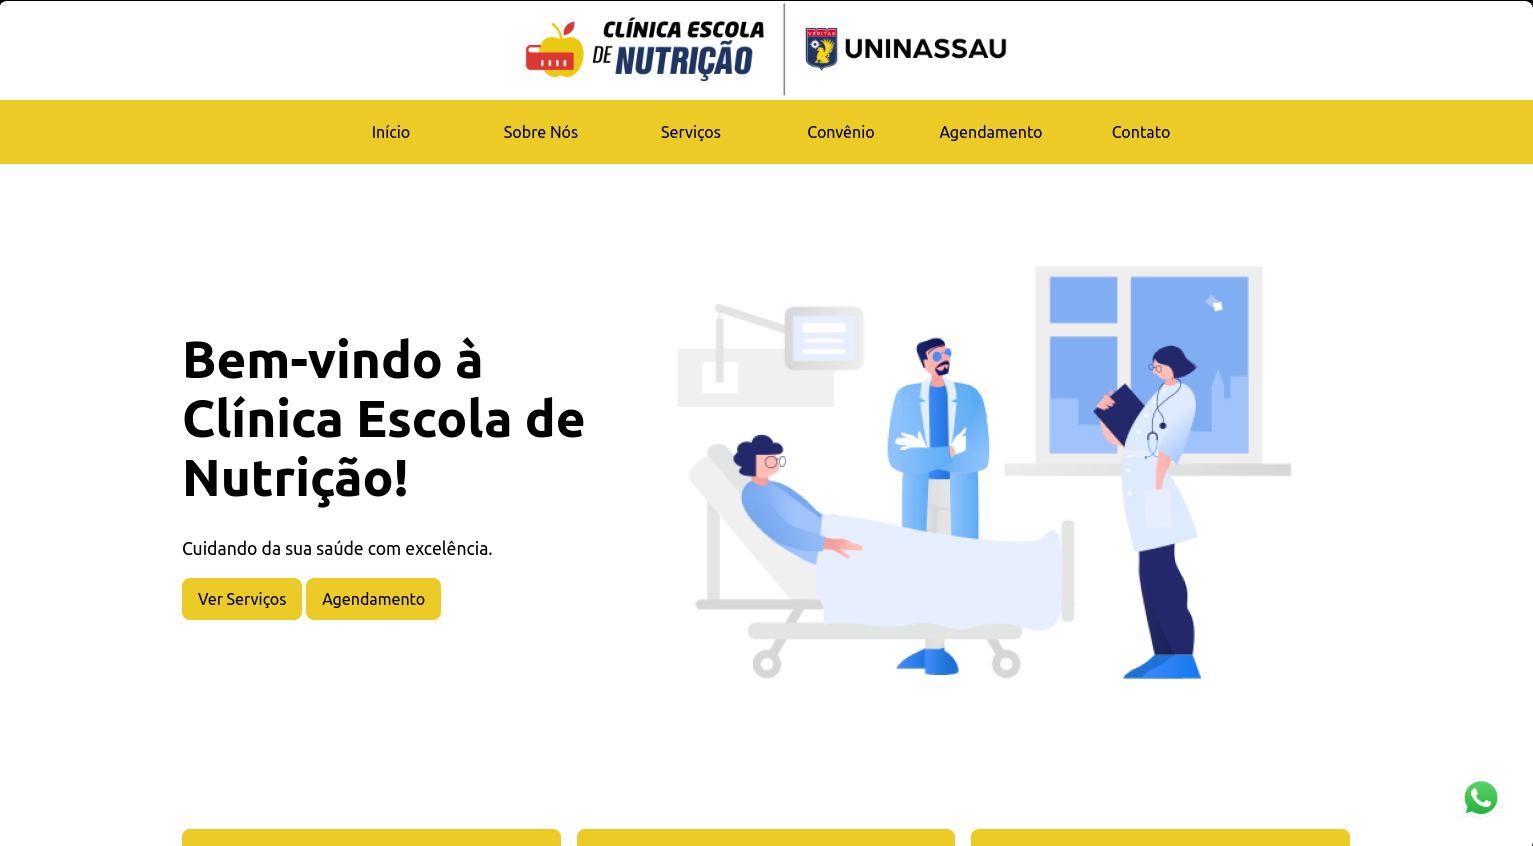 CLÍNICA ESCOLA
DE NUTRIÇÃO
VERITAS
UNINASSAU
Início Sobre Nós Serviços Convênio Agendamento Contato
Bem-vindo à
Clínica Escola de
Nutrição!
Cuidando da sua saúde com excelência.
Ver Serviços Agendamento